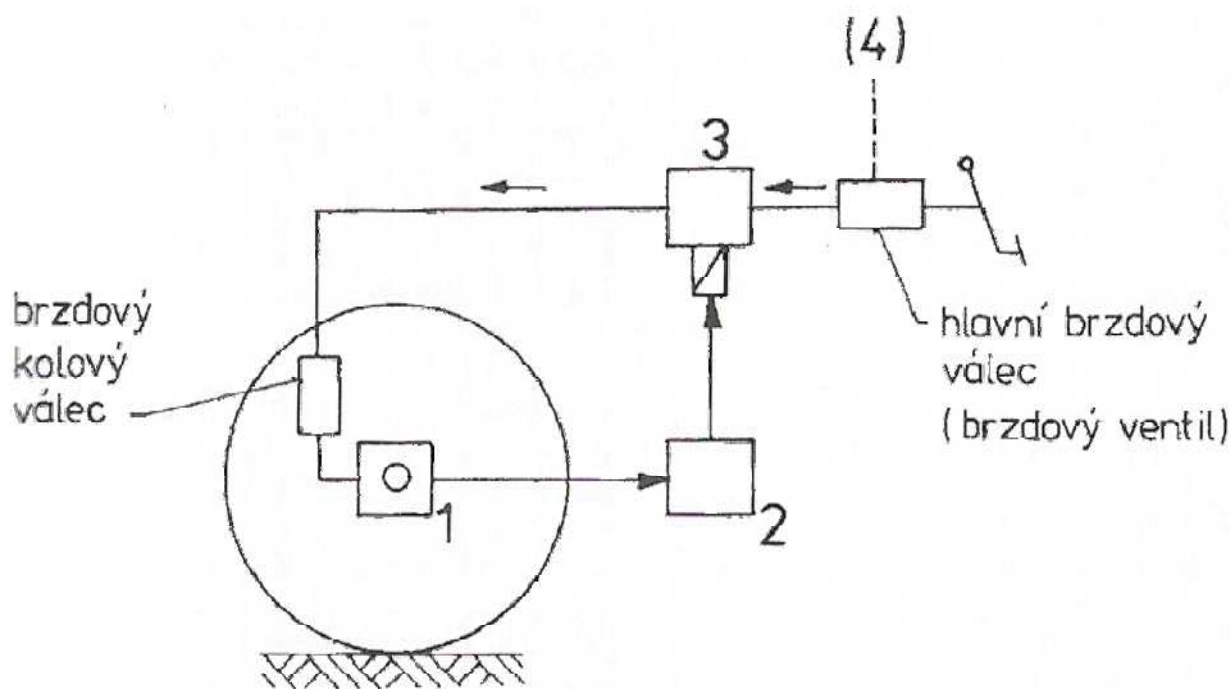 (4)
3
brzdový
kolový
válec
hlavní brzdový
válec
(brzdový ventil)
1
2